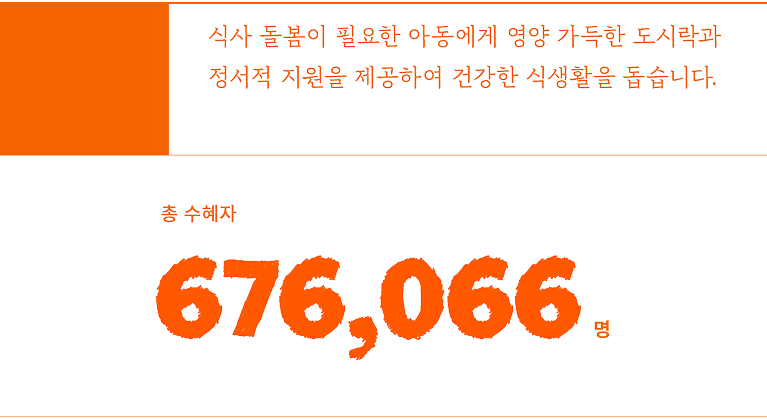 식사 돌봄이 필요한 아동에게 영양 가득한 도시락과
정서적 지원을 제공하여 건강한 식생활을 돕습니다.
총 수혜자
676,066 명